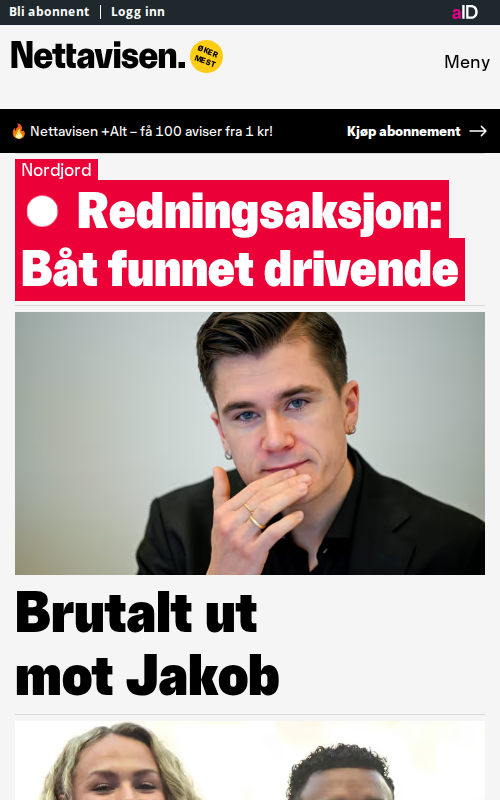 Bli abonnent
Logg inn
aID
Nettavisen.
ØKER
MEST
Meny
🔥 Nettavisen +Alt – få 100 aviser fra 1 kr!
Kjøp abonnement →
Nordjord
Redningsaksjon:
Båt funnet drivende
Brutalt ut
mot Jakob